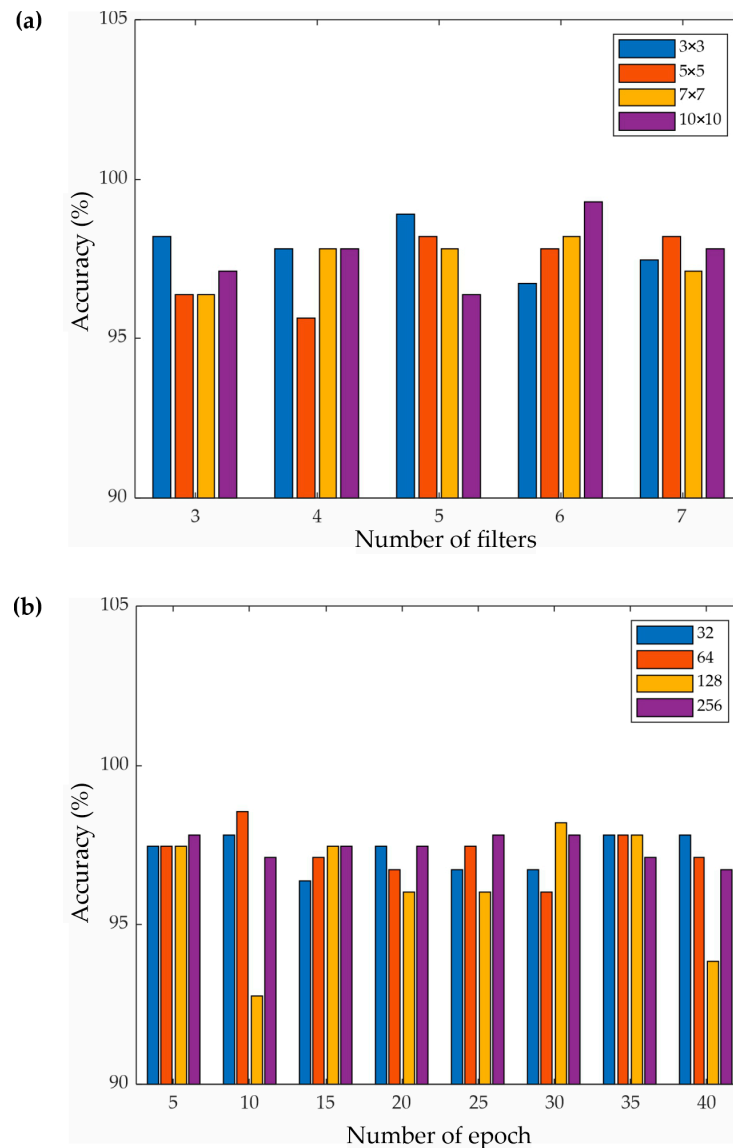 (a)
105
100
95
90
Accuracy (%)
3×3
5×5
7×7
10×10
3 4 5 6 7
Number of filters
(b)
105
100
95
90
Accuracy (%)
32
64
128
256
5 10 15 20 25 30 35 40
Number of epoch